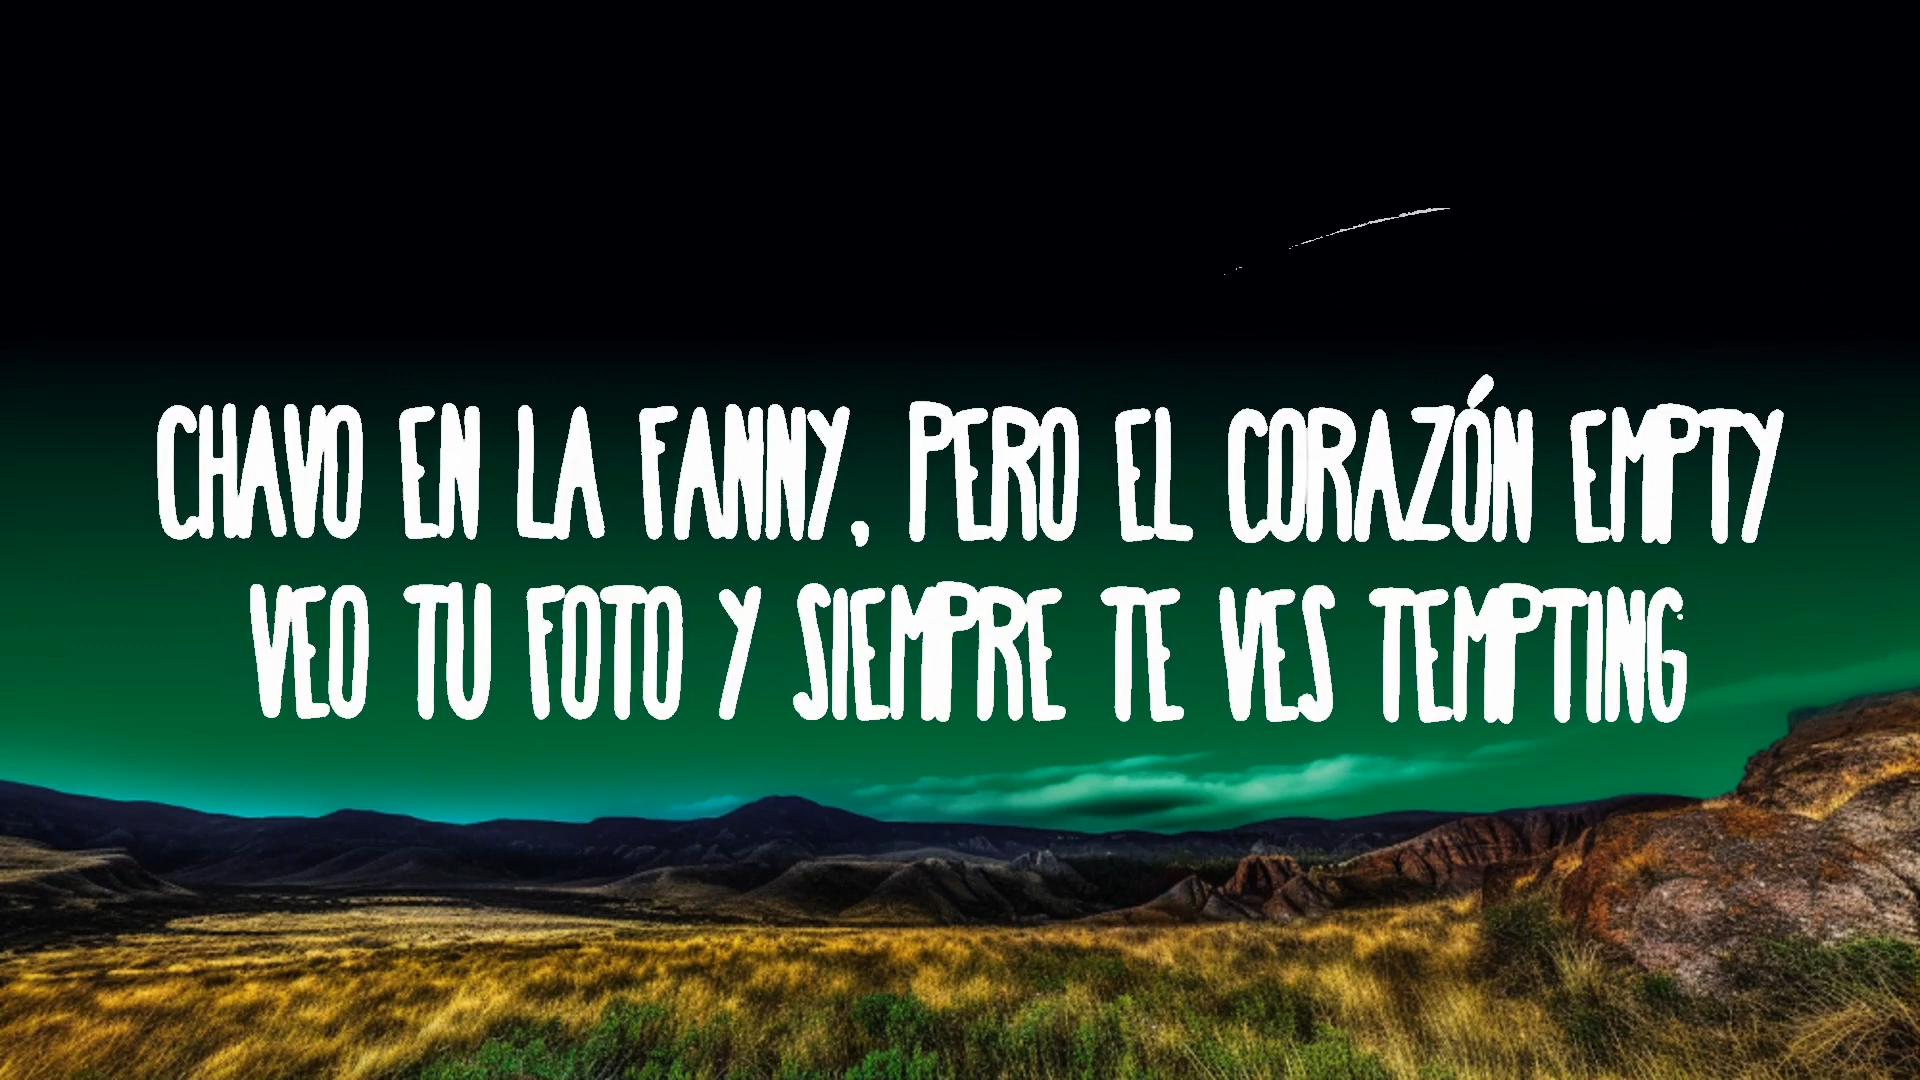 CHAVO EN LA FANNY, PERO EL CORAZÓN EMPTY
VEO TU FOTO Y SIEMPRE TE VES TEMPTING